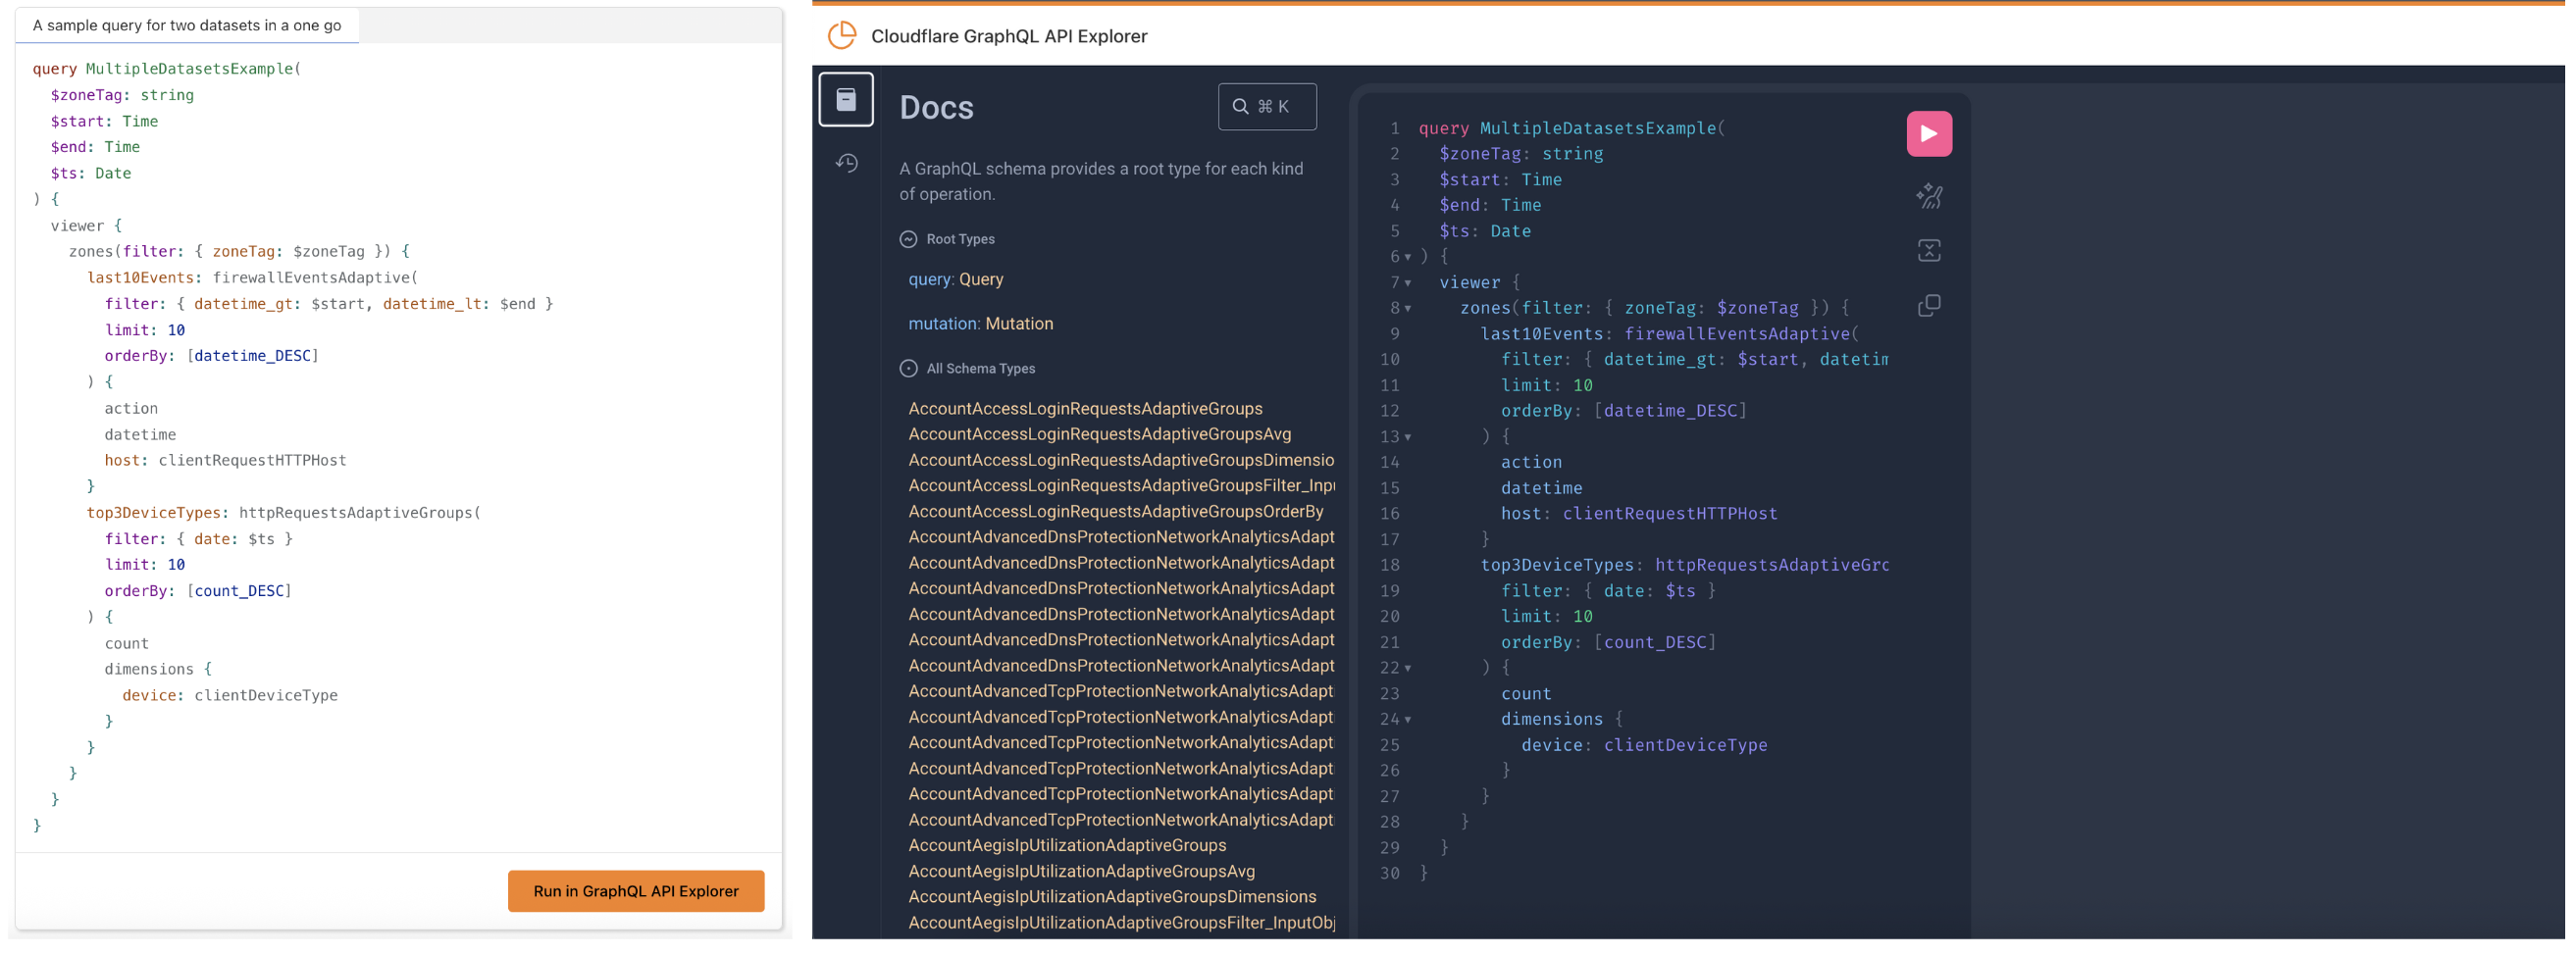 A sample query for two datasets in a one go
query MultipleDatasetsExample(
$zoneTag: string
$start: Time
$end: Time
$ts: Date
) {
viewer {
zones(filter: { zoneTag: $zoneTag }) {
last10Events: firewallEventsAdaptive(
filter: { datetime_gt: $start, datetime_lt: $end }
limit: 10
orderBy: [datetime_DESC]
) {
action
datetime
host: clientRequestHTTPHost
}
top3DeviceTypes: httpRequestsAdaptiveGroups(
filter: { date: $ts }
limit: 10
orderBy: [count_DESC]
) {
count
dimensions {
device: clientDeviceType
}
}
}
}
}
Run in GraphQL API Explorer
Cloudflare GraphQL API Explorer
Docs
⌘ K
A GraphQL schema provides a root type for each kind
of operation.
Root Types
query: Query
mutation: Mutation
All Schema Types
AccountAccessLoginRequestsAdaptiveGroups
AccountAccessLoginRequestsAdaptiveGroupsAvg
AccountAccessLoginRequestsAdaptiveGroupsDimensio
AccountAccessLoginRequestsAdaptiveGroupsFilter_Inpu
AccountAccessLoginRequestsAdaptiveGroupsOrderBy
AccountAdvancedDnsProtectionNetworkAnalyticsAdapt
AccountAdvancedDnsProtectionNetworkAnalyticsAdapt
AccountAdvancedDnsProtectionNetworkAnalyticsAdapt
AccountAdvancedDnsProtectionNetworkAnalyticsAdapt
AccountAdvancedDnsProtectionNetworkAnalyticsAdapt
AccountAdvancedDnsProtectionNetworkAnalyticsAdapt
AccountAdvancedTcpProtectionNetworkAnalyticsAdapti
AccountAdvancedTcpProtectionNetworkAnalyticsAdapti
AccountAdvancedTcpProtectionNetworkAnalyticsAdapti
AccountAdvancedTcpProtectionNetworkAnalyticsAdapti
AccountAdvancedTcpProtectionNetworkAnalyticsAdapti
AccountAdvancedTcpProtectionNetworkAnalyticsAdapti
AccountAegisIpUtilizationAdaptiveGroups
AccountAegisIpUtilizationAdaptiveGroupsAvg
AccountAegisIpUtilizationAdaptiveGroupsDimensions
AccountAegisIpUtilizationAdaptiveGroupsFilter_InputObj
1 query MultipleDatasetsExample(
2 $zoneTag: string
3 $start: Time
4 $end: Time
5 $ts: Date
6 ) {
7 viewer {
8 zones(filter: { zoneTag: $zoneTag }) {
9 last10Events: firewallEventsAdaptive(
10 filter: { datetime_gt: $start, datetim
11 limit: 10
12 orderBy: [datetime_DESC]
13 ) {
14 action
15 datetime
16 host: clientRequestHTTPHost
17 }
18 top3DeviceTypes: httpRequestsAdaptiveGro
19 filter: { date: $ts }
20 limit: 10
21 orderBy: [count_DESC]
22 ) {
23 count
24 dimensions {
25 device: clientDeviceType
26 }
27 }
28 }
29 }
30 }